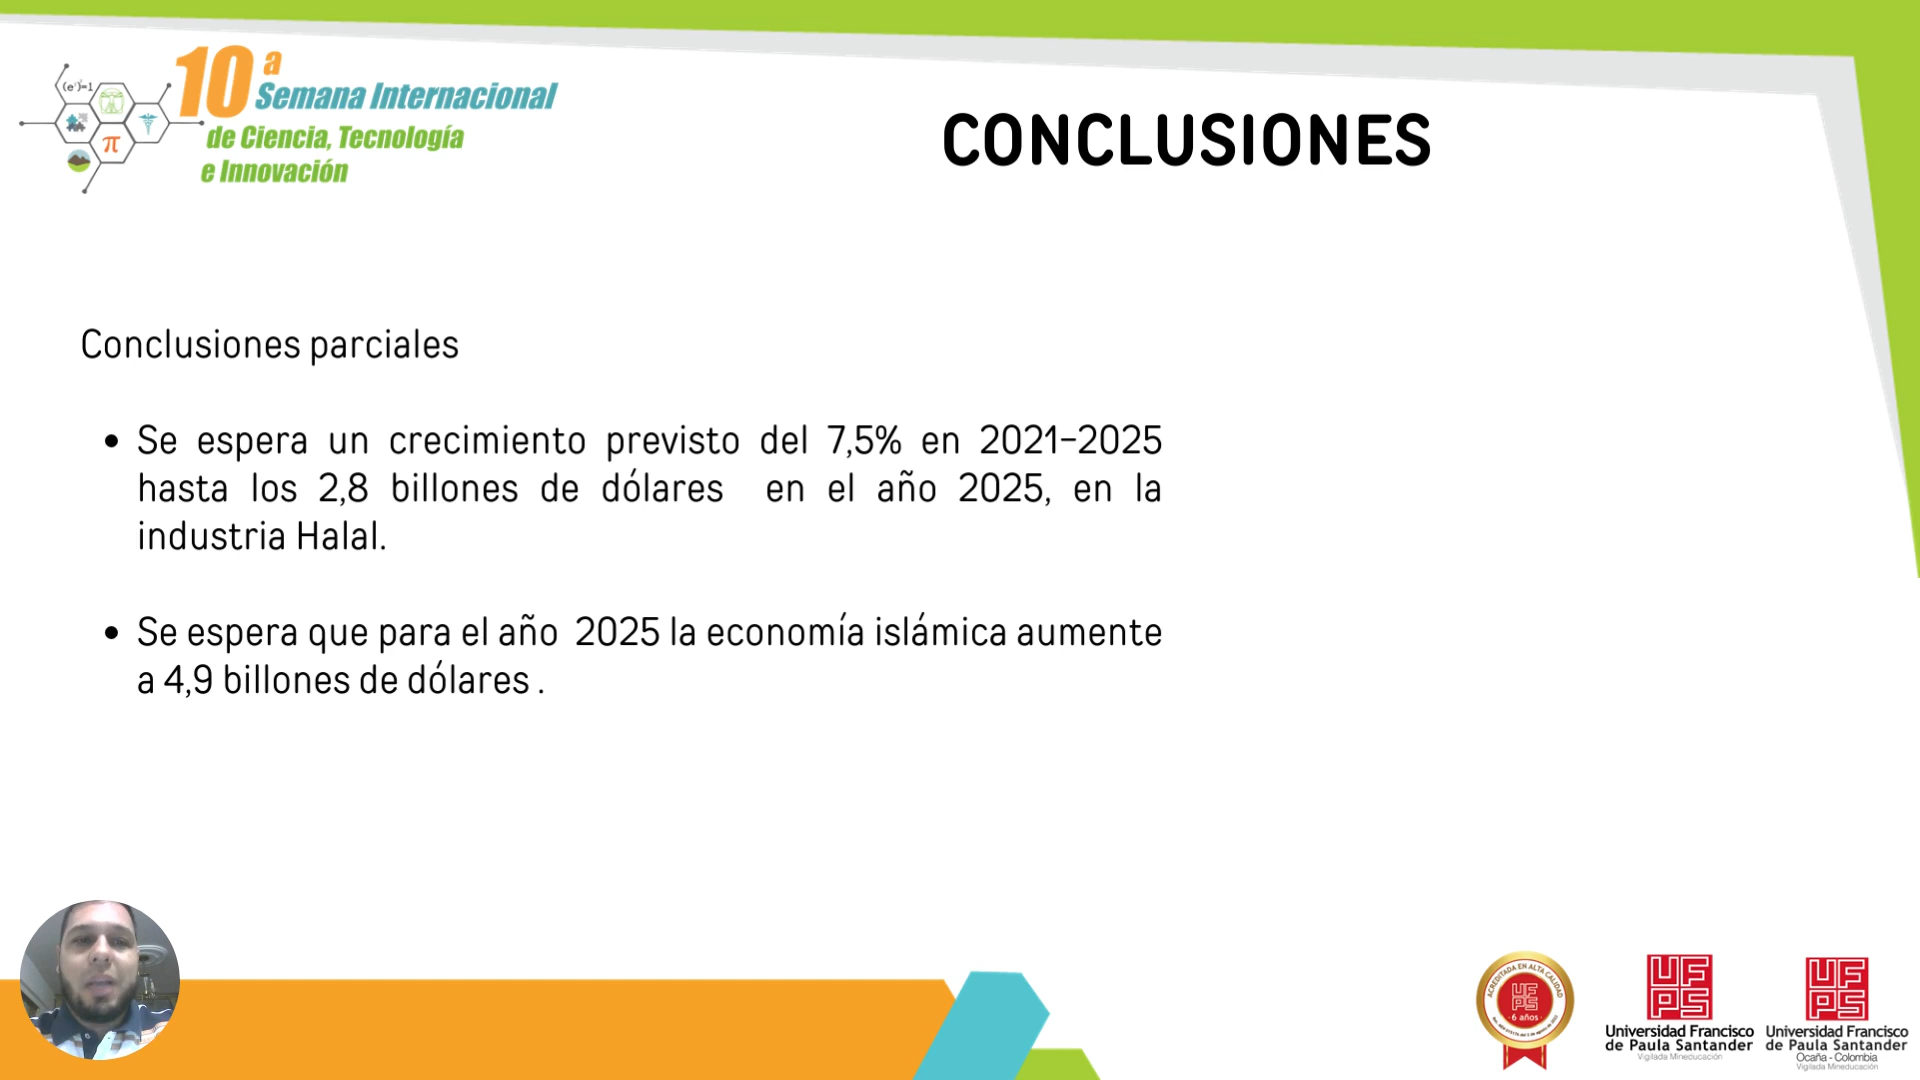 (e^x)'=1
π
10ª
Semana Internacional
de Ciencia, Tecnología
e Innovación
CONCLUSIONES
Conclusiones parciales
• Se espera un crecimiento previsto del 7,5% en 2021-2025
hasta los 2,8 billones de dólares en el año 2025, en la
industria Halal.
• Se espera que para el año 2025 la economía islámica aumente
a 4,9 billones de dólares .
ACREDITADA EN ALTA CALIDAD
UFPS
6 años
UFPS
Universidad Francisco
de Paula Santander
Vigilada Mineducación
UFPS
Universidad Francisco
de Paula Santander
Ocaña - Colombia
Vigilada Mineducación